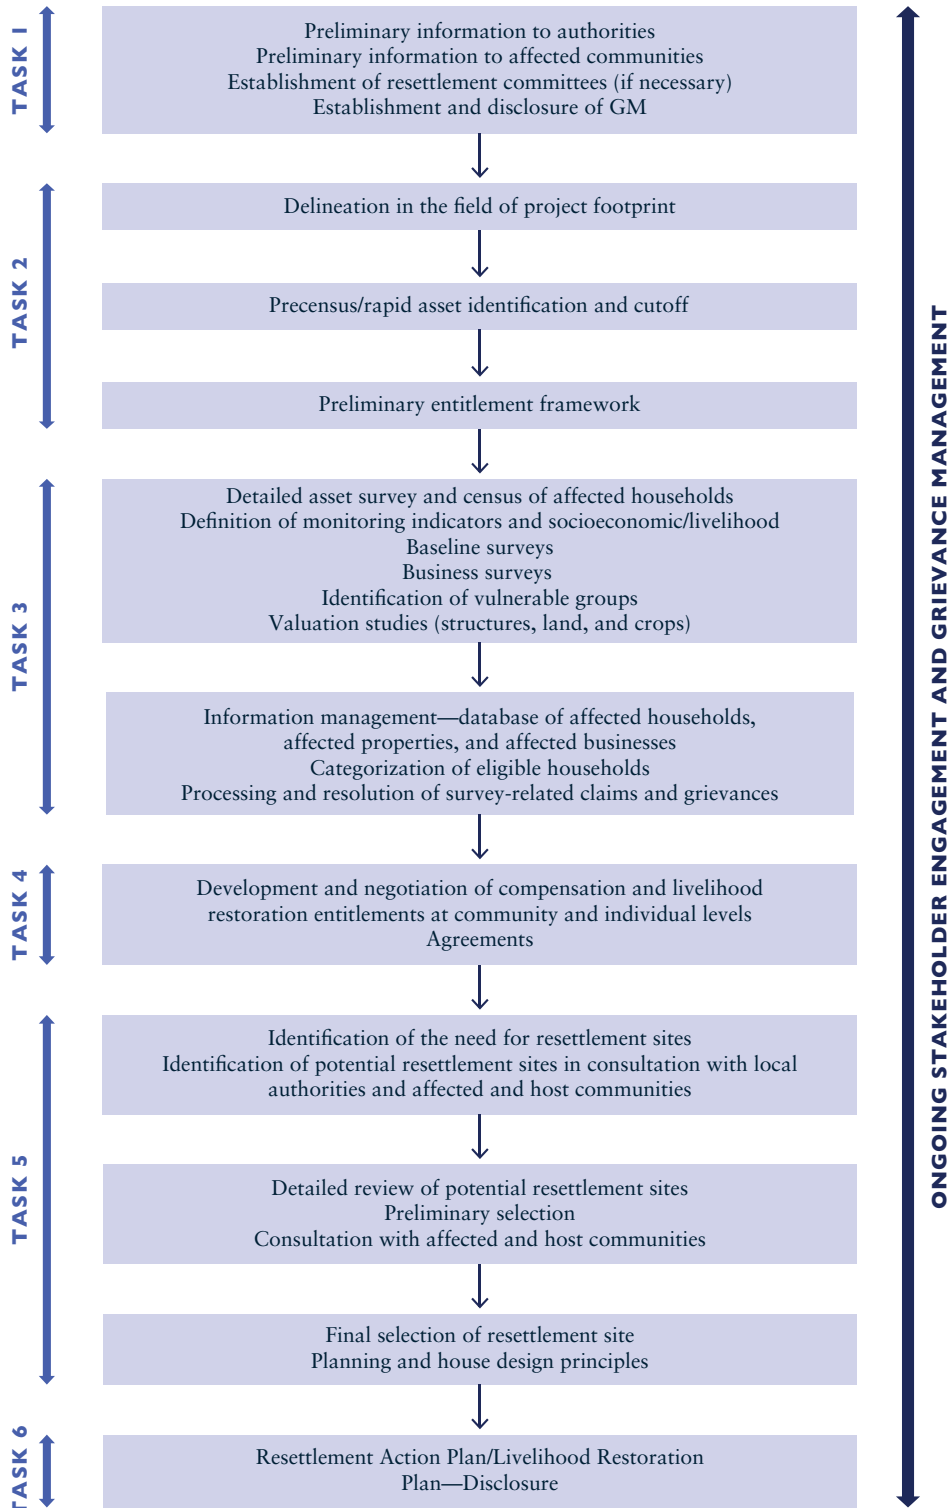 TASK 1
Preliminary information to authorities
Preliminary information to affected communities
Establishment of resettlement committees (if necessary)
Establishment and disclosure of GM
TASK 2
Delineation in the field of project footprint
Precensus/rapid asset identification and cutoff
Preliminary entitlement framework
TASK 3
Detailed asset survey and census of affected households
Definition of monitoring indicators and socioeconomic/livelihood
Baseline surveys
Business surveys
Identification of vulnerable groups
Valuation studies (structures, land, and crops)
Information management—database of affected households,
affected properties, and affected businesses
Categorization of eligible households
Processing and resolution of survey-related claims and grievances
TASK 4
Development and negotiation of compensation and livelihood
restoration entitlements at community and individual levels
Agreements
TASK 5
Identification of the need for resettlement sites
Identification of potential resettlement sites in consultation with local
authorities and affected and host communities
Detailed review of potential resettlement sites
Preliminary selection
Consultation with affected and host communities
Final selection of resettlement site
Planning and house design principles
TASK 6
Resettlement Action Plan/Livelihood Restoration
Plan—Disclosure
ONGOING STAKEHOLDER ENGAGEMENT AND GRIEVANCE MANAGEMENT